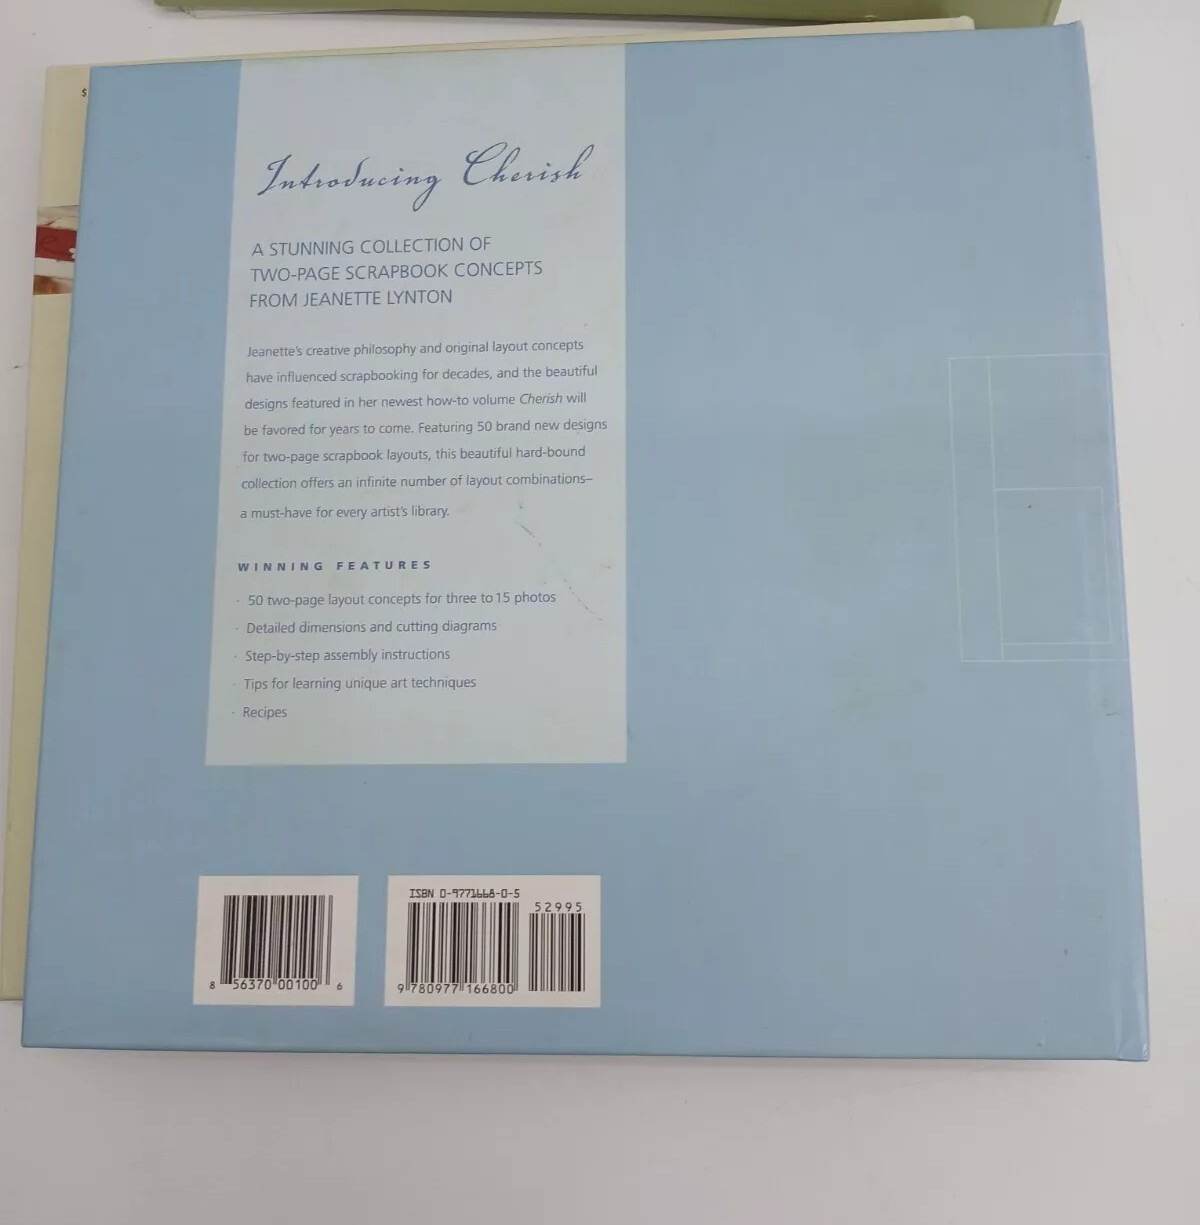 $
Introducing Cherish
A STUNNING COLLECTION OF
TWO-PAGE SCRAPBOOK CONCEPTS
FROM JEANETTE LYNTON
Jeanette's creative philosophy and original layout concepts
have influenced scrapbooking for decades, and the beautiful
designs featured in her newest how-to volume Cherish will
be favored for years to come. Featuring 50 brand new designs
for two-page scrapbook layouts, this beautiful hard-bound
collection offers an infinite number of layout combinations–
a must-have for every artist's library.
WINNING FEATURES
· 50 two-page layout concepts for three to 15 photos
· Detailed dimensions and cutting diagrams
· Step-by-step assembly instructions
· Tips for learning unique art techniques
· Recipes
8 56370 00100 6
ISBN 0-9771668-0-5
52995
9 780977 166800